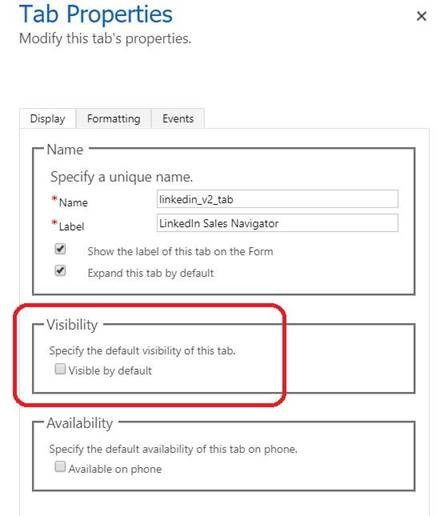 Tab Properties
Modify this tab's properties.
Display Formatting Events
Name
Specify a unique name.
*Name linkedin_v2_tab
*Label LinkedIn Sales Navigator
Show the label of this tab on the Form
Expand this tab by default
Visibility
Specify the default visibility of this tab.
Visible by default
Availability
Specify the default availability of this tab on phone.
Available on phone